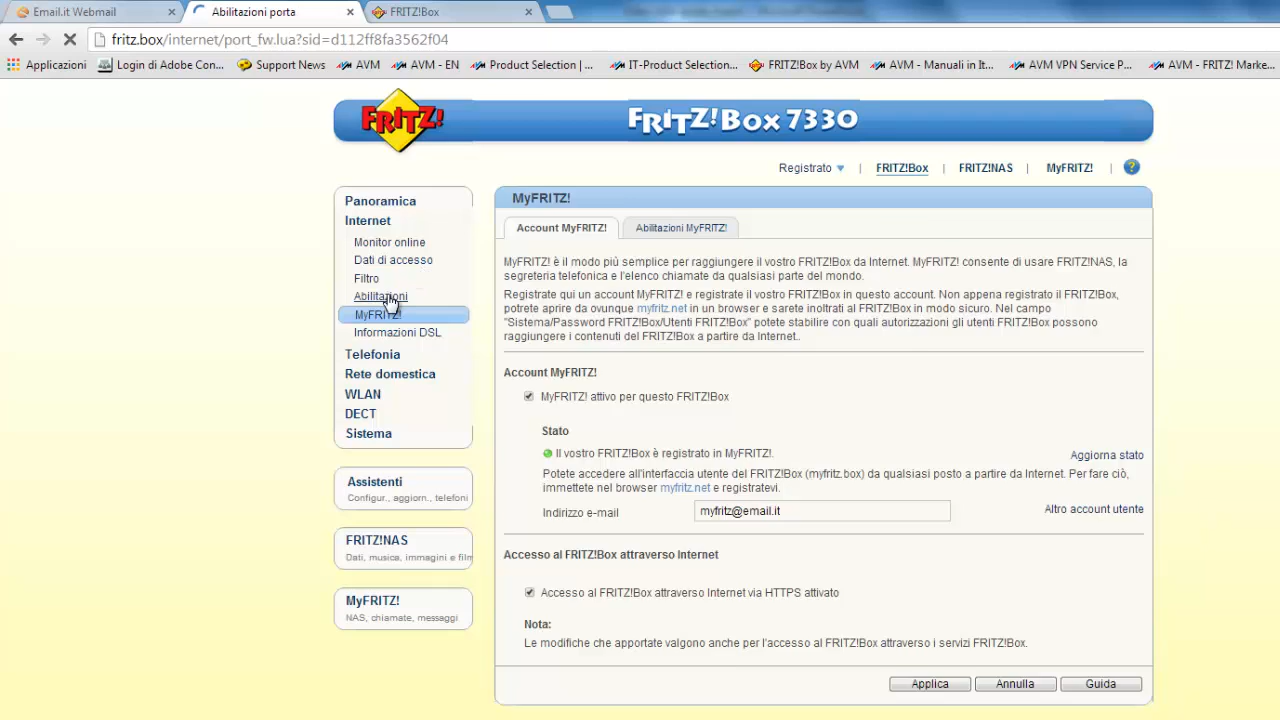 Email.it Webmail
Abilitazioni porta
FRITZ!Box
fritz.box/internet/port_fw.lua?sid=d112ff8fa3562f04
Applicazioni
Login di Adobe Con...
Support News
AVM
AVM - EN
Product Selection | ...
IT-Product Selection...
FRITZ!Box by AVM
AVM - Manuali in It...
AVM VPN Service P...
AVM - FRITZ! Marke...
FRITZ!
FRITZ!Box 7330
Registrato | FRITZ!Box | FRITZ!NAS | MyFRITZ! | ?
Panoramica
Internet
Monitor online
Dati di accesso
Filtro
Abilitazioni
MyFRITZ!
Informazioni DSL
Telefonia
Rete domestica
WLAN
DECT
Sistema
Assistenti
Configur., aggiorn., telefoni
FRITZ!NAS
Dati, musica, immagini e film
MyFRITZ!
NAS, chiamate, messaggi
MyFRITZ!
Account MyFRITZ!
Abilitazioni MyFRITZ!
MyFRITZ! è il modo più semplice per raggiungere il vostro FRITZ!Box da Internet. MyFRITZ! consente di usare FRITZ!NAS, la
segreteria telefonica e l'elenco chiamate da qualsiasi parte del mondo.
Registrate qui un account MyFRITZ! e registrate il vostro FRITZ!Box in questo account. Non appena registrato il FRITZ!Box,
potrete aprire da ovunque myfritz.net in un browser e sarete inoltrati al FRITZ!Box in modo sicuro. Nel campo
"Sistema/Password FRITZ!Box/Utenti FRITZ!Box" potete stabilire con quali autorizzazioni gli utenti FRITZ!Box possono
raggiungere i contenuti del FRITZ!Box a partire da Internet..
Account MyFRITZ!
MyFRITZ! attivo per questo FRITZ!Box
Stato
Il vostro FRITZ!Box è registrato in MyFRITZ!.
Aggiorna stato
Potete accedere all'interfaccia utente del FRITZ!Box (myfritz.box) da qualsiasi posto a partire da Internet. Per fare ciò,
immettete nel browser myfritz.net e registratevi.
Indirizzo e-mail
myfritz@email.it
Altro account utente
Accesso al FRITZ!Box attraverso Internet
Accesso al FRITZ!Box attraverso Internet via HTTPS attivato
Nota:
Le modifiche che apportate valgono anche per l'accesso al FRITZ!Box attraverso i servizi FRITZ!Box.
Applica
Annulla
Guida